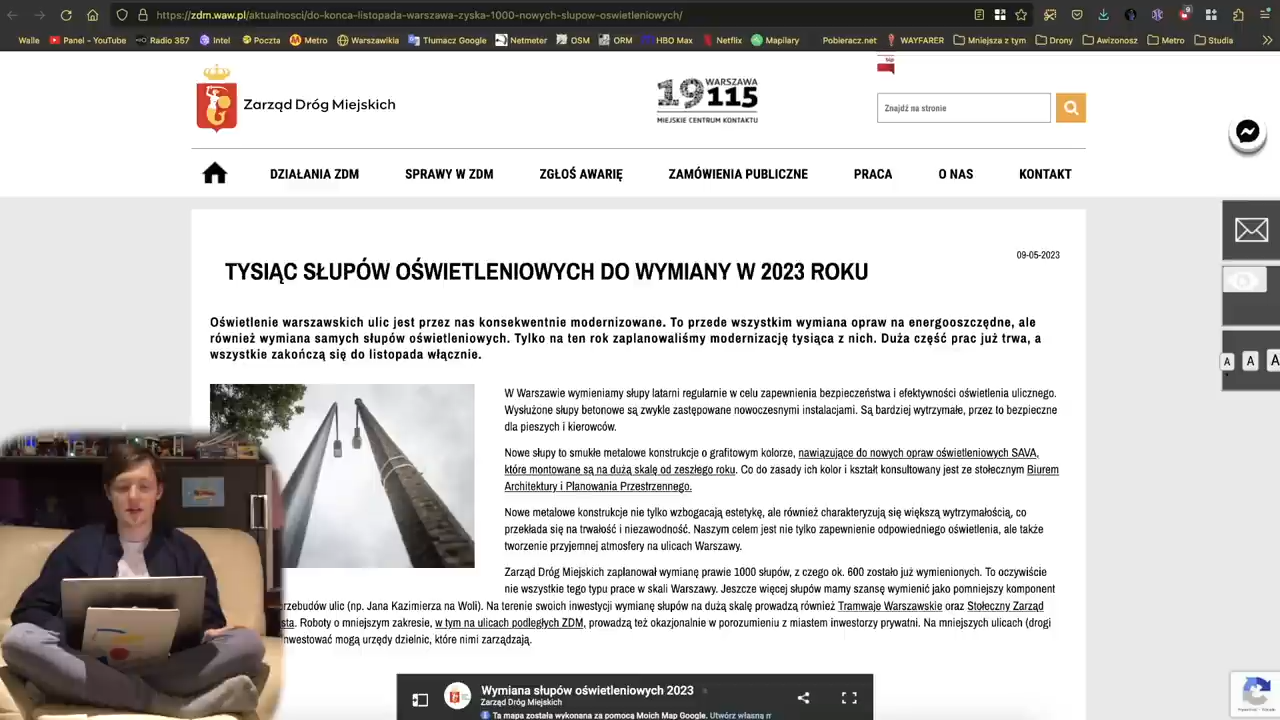 https://zdm.waw.pl/dzialania/do-konca-listopada-warszawa-zyska-1000-nowych-slupow-oswietleniowych/
Walle
Panel - YouTube
Radio 357
Intel
Poczta
Metro
Warszawikia
Tłumacz Google
Netmeter
OSM
ORM
HBO Max
Netflix
Mapilary
Pobieracz.net
WAYFARER
Mniejsza z tym
Drony
Awizonosz
Metro
Studia
bip
Zarząd Dróg Miejskich
19115 WARSZAWA
MIEJSKIE CENTRUM KONTAKTU
Znajdź na stronie
DZIAŁANIA ZDM
SPRAWY W ZDM
ZGŁOŚ AWARIĘ
ZAMÓWIENIA PUBLICZNE
PRACA
O NAS
KONTAKT
09-05-2023
TYSIĄC SŁUPÓW OŚWIETLENIOWYCH DO WYMIANY W 2023 ROKU
Oświetlenie warszawskich ulic jest przez nas konsekwentnie modernizowane. To przede wszystkim wymiana opraw na energooszczędne, ale
również wymiana samych słupów oświetleniowych. Tylko na ten rok zaplanowaliśmy modernizację tysiąca z nich. Duża część prac już trwa, a
wszystkie zakończą się do listopada włącznie.
A A A
W Warszawie wymieniamy słupy latarni regularnie w celu zapewnienia bezpieczeństwa i efektywności oświetlenia ulicznego.
Wysłużone słupy betonowe są zwykle zastępowane nowoczesnymi instalacjami. Są bardziej wytrzymałe, przez to bezpieczne
dla pieszych i kierowców.
Nowe słupy to smukłe metalowe konstrukcje o grafitowym kolorze, nawiązujące do nowych opraw oświetleniowych SAVA,
które montowane są na dużą skalę od zeszłego roku. Co do zasady ich kolor i kształt konsultowany jest ze stołecznym Biurem
Architektury i Planowania Przestrzennego.
Nowe metalowe konstrukcje nie tylko wzbogacają estetykę, ale również charakteryzują się większą wytrzymałością, co
przekłada się na trwałość i niezawodność. Naszym celem jest nie tylko zapewnienie odpowiedniego oświetlenia, ale także
tworzenie przyjemnej atmosfery na ulicach Warszawy.
Zarząd Dróg Miejskich zaplanował wymianę prawie 1000 słupów, z czego ok. 600 zostało już wymienionych. To oczywiście
nie wszystkie tego typu prace w skali Warszawy. Jeszcze więcej słupów mamy szansę wymienić jako pomniejszy komponent
rzebudów ulic (np. Jana Kazimierza na Woli). Na terenie swoich inwestycji wymianę słupów na dużą skalę prowadzą również Tramwaje Warszawskie oraz Stołeczny Zarząd
sta. Roboty o mniejszym zakresie, w tym na ulicach podległych ZDM, prowadzą też okazjonalnie w porozumieniu z miastem inwestorzy prywatni. Na mniejszych ulicach (drogi
nwestować mogą urzędy dzielnic, które nimi zarządzają.
Wymiana słupów oświetleniowych 2023
Zarząd Dróg Miejskich
Ta mapa została wykonana za pomocą Moich Map Google. Utwórz własną m